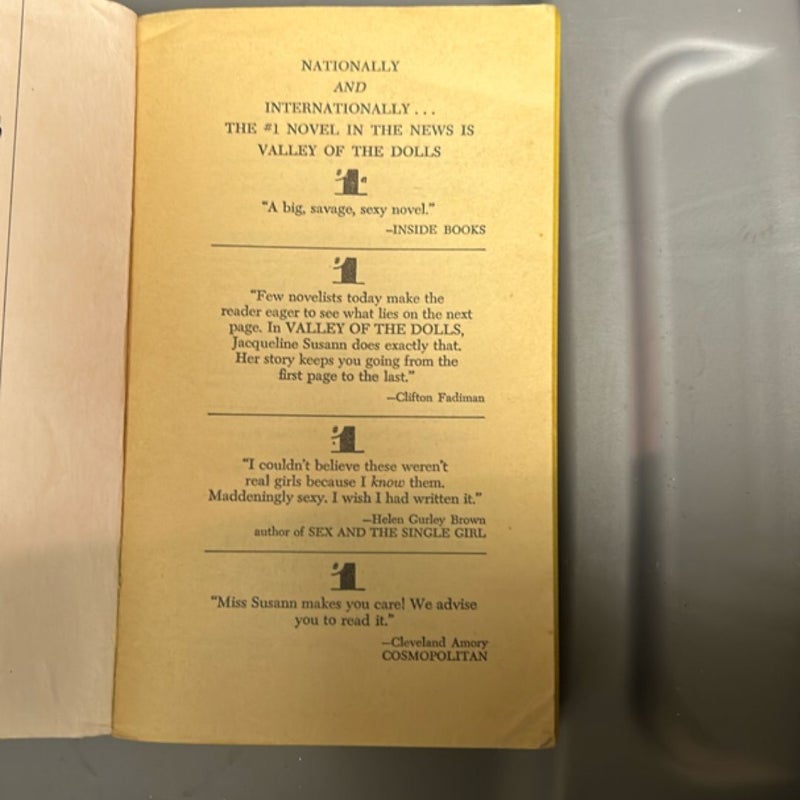 NATIONALLY
AND
INTERNATIONALLY...
THE #1 NOVEL IN THE NEWS IS
VALLEY OF THE DOLLS
1
“A big, savage, sexy novel.”
—INSIDE BOOKS
1
“Few novelists today make the
reader eager to see what lies on the next
page. In VALLEY OF THE DOLLS,
Jacqueline Susann does exactly that.
Her story keeps you going from the
first page to the last.”
—Clifton Fadiman
1
“I couldn’t believe these weren’t
real girls because I know them.
Maddeningly sexy. I wish I had written it.”
—Helen Gurley Brown
author of SEX AND THE SINGLE GIRL
1
“Miss Susann makes you care! We advise
you to read it.”
—Cleveland Amory
COSMOPOLITAN